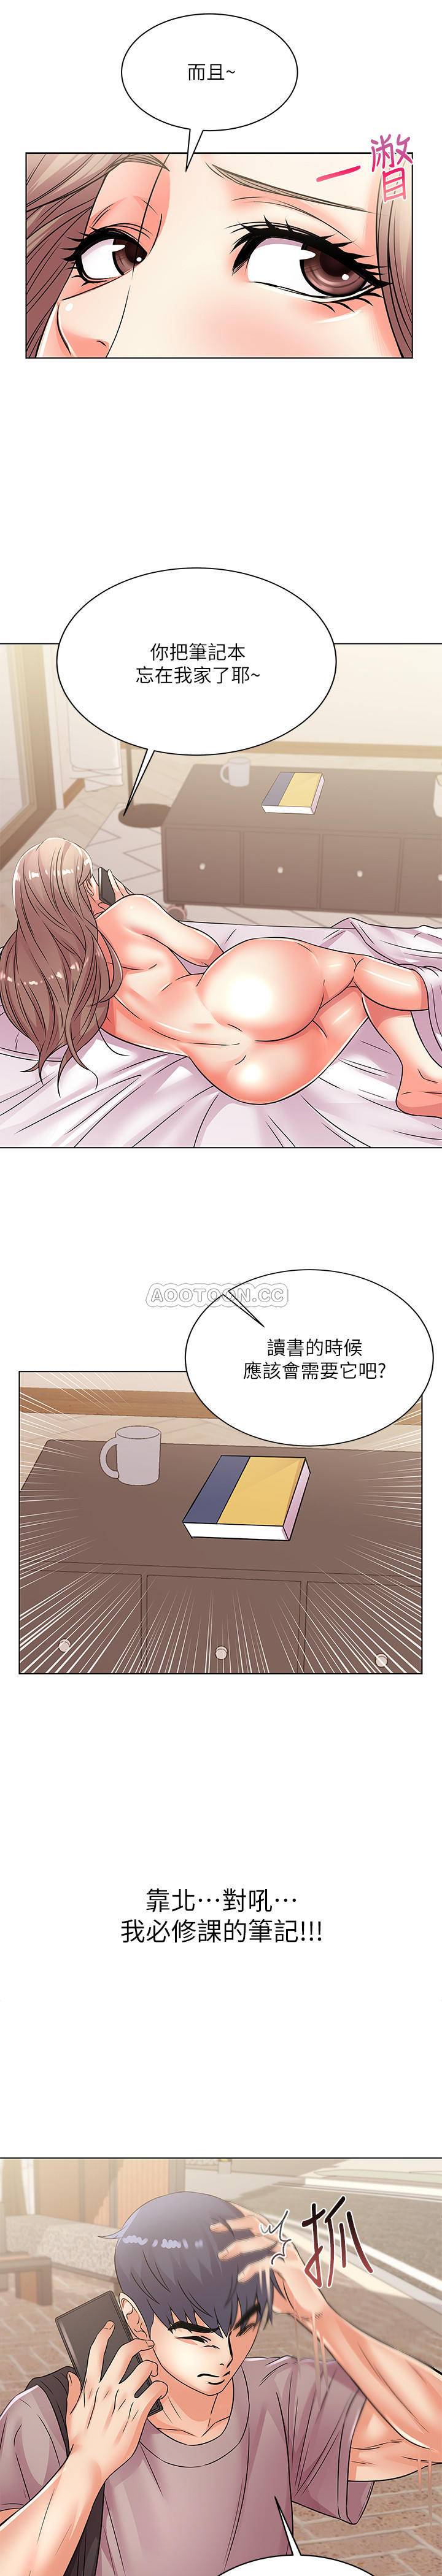 而且~
一瞥
你把筆記本
忘在我家了耶~
AOOTOON.CC
讀書的時候
應該會需要它吧?
靠北…對吼…
我必修課的筆記!!!
抓